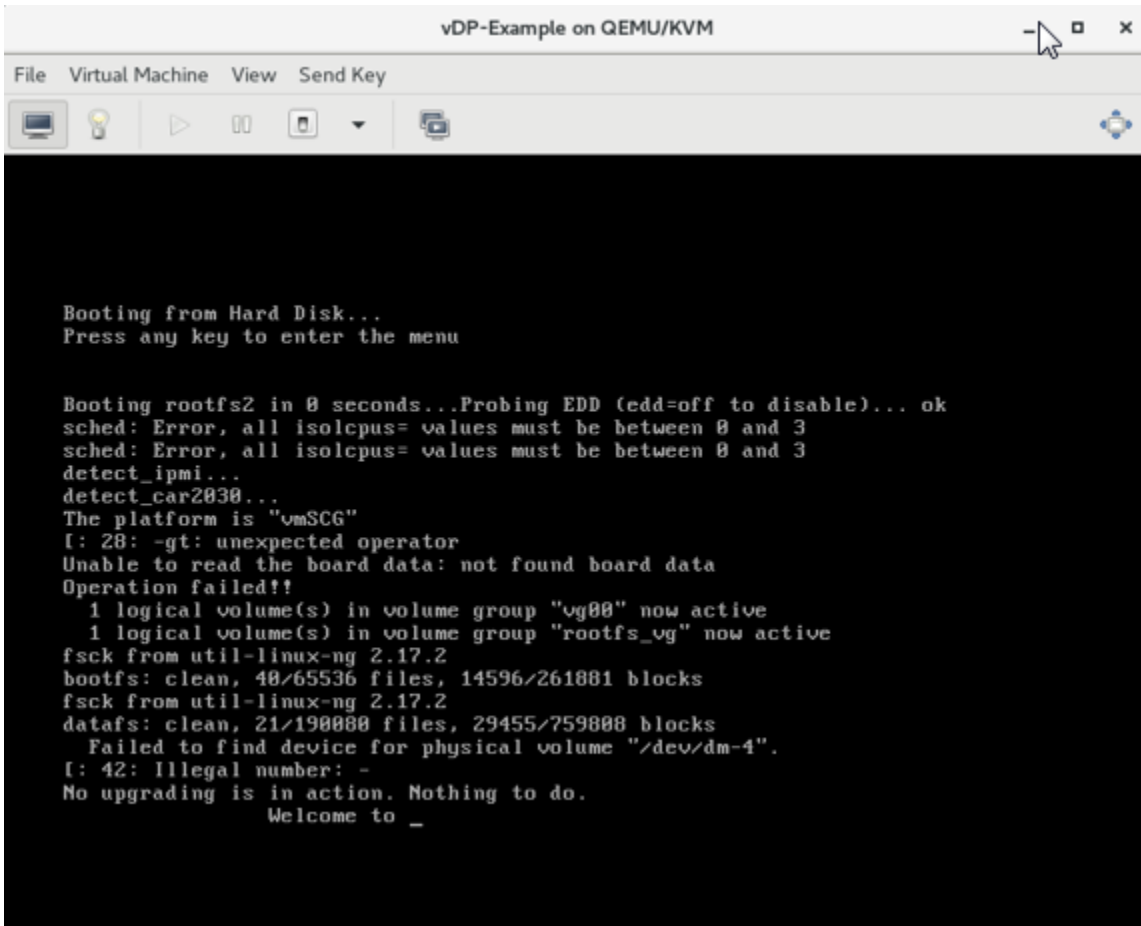 vDP-Example on QEMU/KVM
File Virtual Machine View Send Key
Booting from Hard Disk...
Press any key to enter the menu
Booting rootfs2 in 0 seconds...Probing EDD (edd=off to disable)... ok
sched: Error, all isolcpus= values must be between 0 and 3
sched: Error, all isolcpus= values must be between 0 and 3
detect_ipmi...
detect_car2030...
The platform is "vmSCG"
[: 28: -gt: unexpected operator
Unable to read the board data: not found board data
Operation failed!!
1 logical volume(s) in volume group "vg00" now active
1 logical volume(s) in volume group "rootfs_vg" now active
fsck from util-linux-ng 2.17.2
bootfs: clean, 40/65536 files, 14596/261881 blocks
fsck from util-linux-ng 2.17.2
datafs: clean, 21/190080 files, 29455/759808 blocks
Failed to find device for physical volume "/dev/dm-4".
[: 42: Illegal number: -
No upgrading is in action. Nothing to do.
Welcome to _